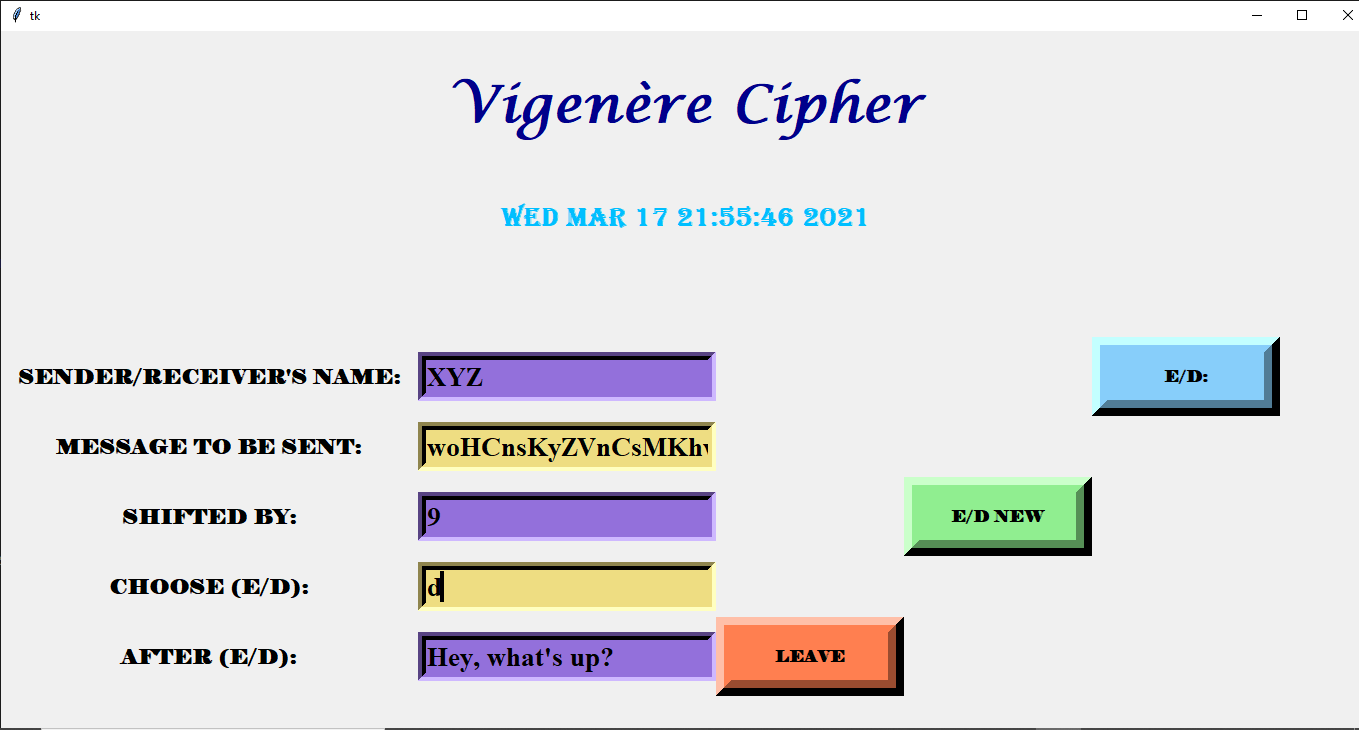 tk
Vigenère Cipher
WED MAR 17 21:55:46 2021
SENDER/RECEIVER'S NAME: XYZ
E/D:
MESSAGE TO BE SENT: woHCnsKyZVnCsMKh
SHIFTED BY: 9
E/D NEW
CHOOSE (E/D): d
AFTER (E/D): Hey, what's up?
LEAVE